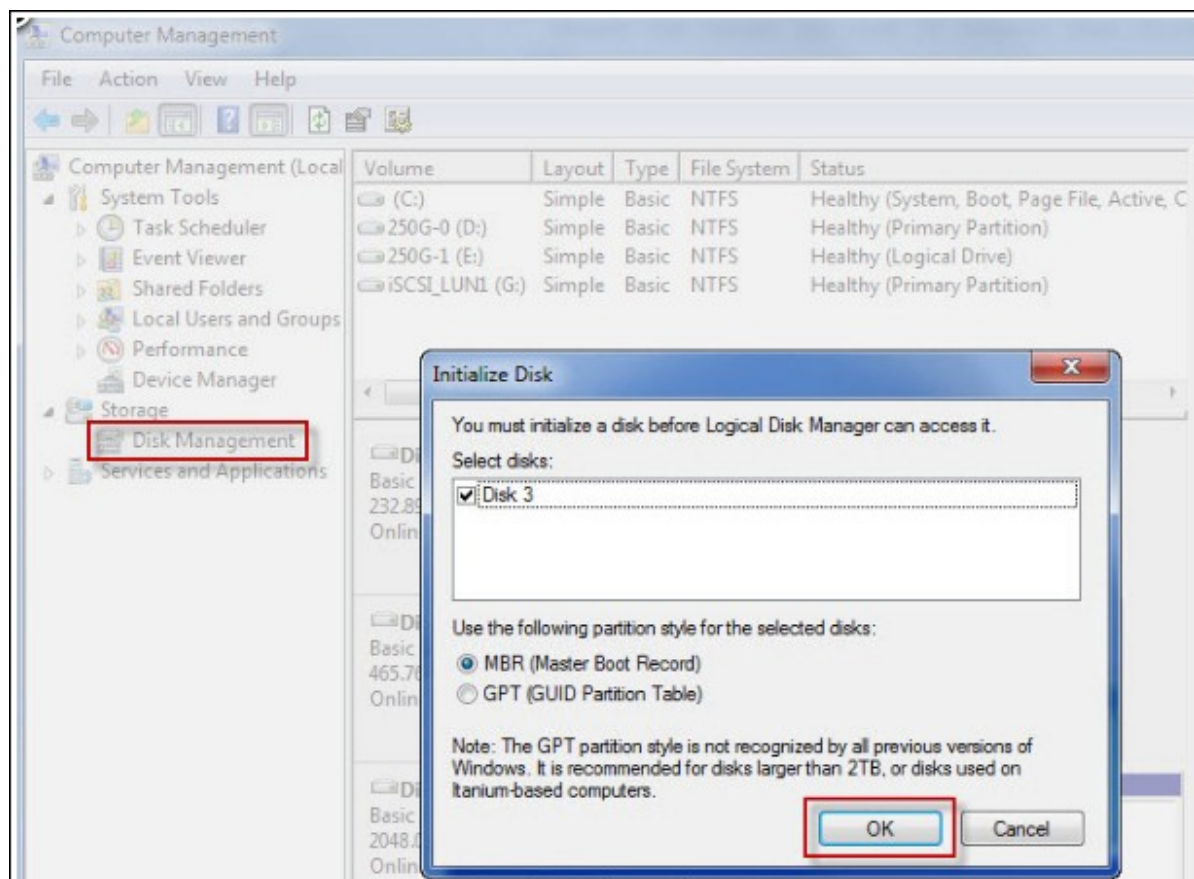 Computer Management
File Action View Help
Computer Management (Local
System Tools
Task Scheduler
Event Viewer
Shared Folders
Local Users and Groups
Performance
Device Manager
Storage
Disk Management
Services and Applications
Volume Layout Type File System Status
(C:) Simple Basic NTFS Healthy (System, Boot, Page File, Active, C
250G-0 (D:) Simple Basic NTFS Healthy (Primary Partition)
250G-1 (E:) Simple Basic NTFS Healthy (Logical Drive)
iSCSI_LUN1 (G:) Simple Basic NTFS Healthy (Primary Partition)
Basic
232.89
Onlin
Basic
465.76
Onlin
Basic
2048.0
Onlin
Initialize Disk
You must initialize a disk before Logical Disk Manager can access it.
Select disks:
Disk 3
Use the following partition style for the selected disks:
MBR (Master Boot Record)
GPT (GUID Partition Table)
Note: The GPT partition style is not recognized by all previous versions of
Windows. It is recommended for disks larger than 2TB, or disks used on
Itanium-based computers.
OK Cancel